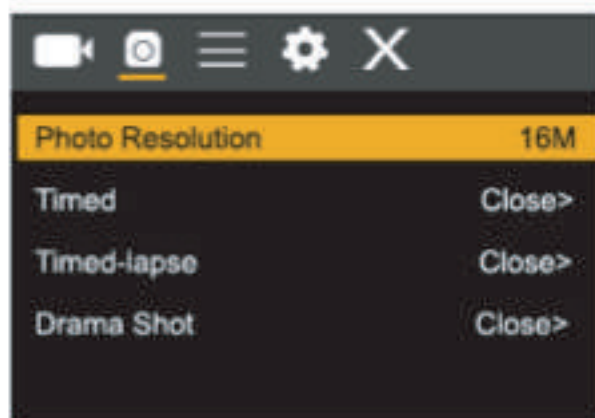 Photo Resolution 16M
Timed Close>
Timed-lapse Close>
Drama Shot Close>